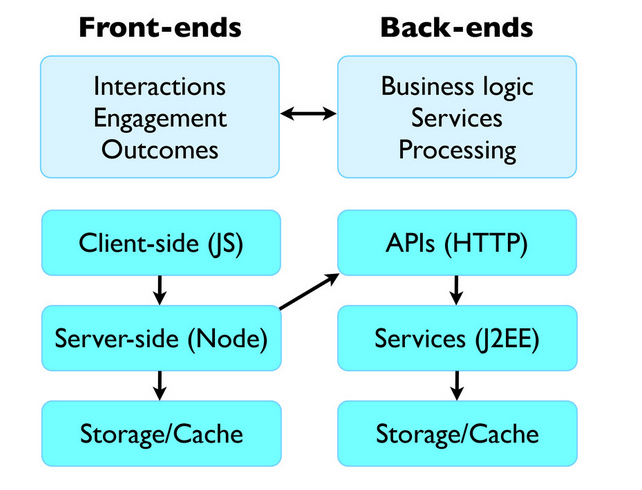 Front-ends
Back-ends
Interactions
Engagement
Outcomes
Business logic
Services
Processing
Client-side (JS)
APIs (HTTP)
Server-side (Node)
Services (J2EE)
Storage/Cache
Storage/Cache